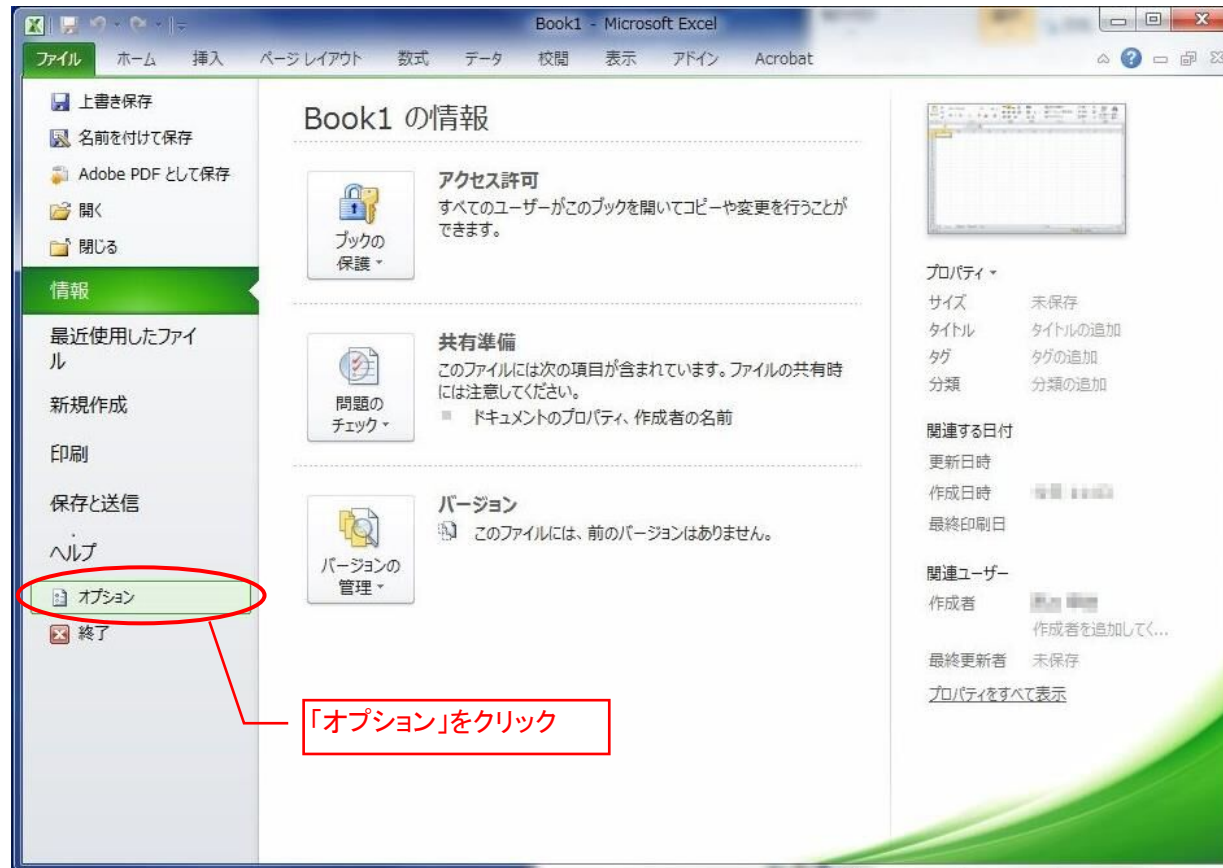 Book1 - Microsoft Excel
ファイル ホーム 挿入 ページ レイアウト 数式 データ 校閲 表示 アドイン Acrobat
上書き保存
名前を付けて保存
Adobe PDF として保存
開く
閉じる
情報
最近使用したファイ
ル
新規作成
印刷
保存と送信
ヘルプ
オプション
終了
Book1 の情報
ブックの
保護
アクセス許可
すべてのユーザーがこのブックを開いてコピーや変更を行うことが
できます。
問題の
チェック
共有準備
このファイルには次の項目が含まれています。ファイルの共有時
には注意してください。
ドキュメントのプロパティ、作成者の名前
バージョンの
管理
バージョン
このファイルには、前のバージョンはありません。
「オプション」をクリック
プロパティ
サイズ 未保存
タイトル タイトルの追加
タグ タグの追加
分類 分類の追加
関連する日付
更新日時
作成日時
最終印刷日
関連ユーザー
作成者
作成者を追加してく...
最終更新者 未保存
プロパティをすべて表示